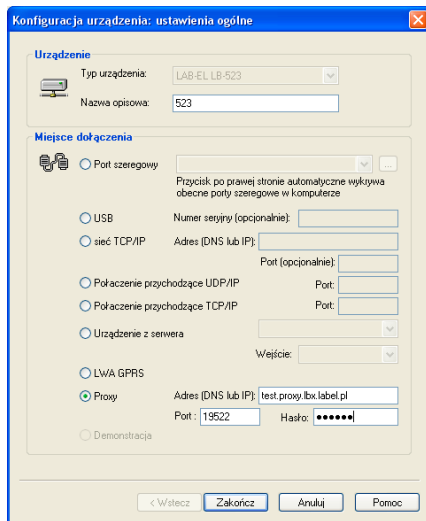 Konfiguracja urządzenia: ustawienia ogólne
Urządzenie
Typ urządzenia: LAB-EL LB-523
Nazwa opisowa: 523
Miejsce dołączenia
Port szeregowy ...
Przycisk po prawej stronie automatyczne wykrywa
obecne porty szeregowe w komputerze
USB Numer seryjny (opcjonalnie):
sieć TCP/IP Adres (DNS lub IP):
Port (opcjonalnie):
Połaczenie przychodzące UDP/IP Port:
Połaczenie przychodzące TCP/IP Port:
Urządzenie z serwera
Wejście:
LWA GPRS
Proxy Adres (DNS lub IP): test.proxy.lbx.label.pl
Port : 19522 Hasło: ●●●●●●
Demonstracja
< Wstecz Zakończ Anuluj Pomoc